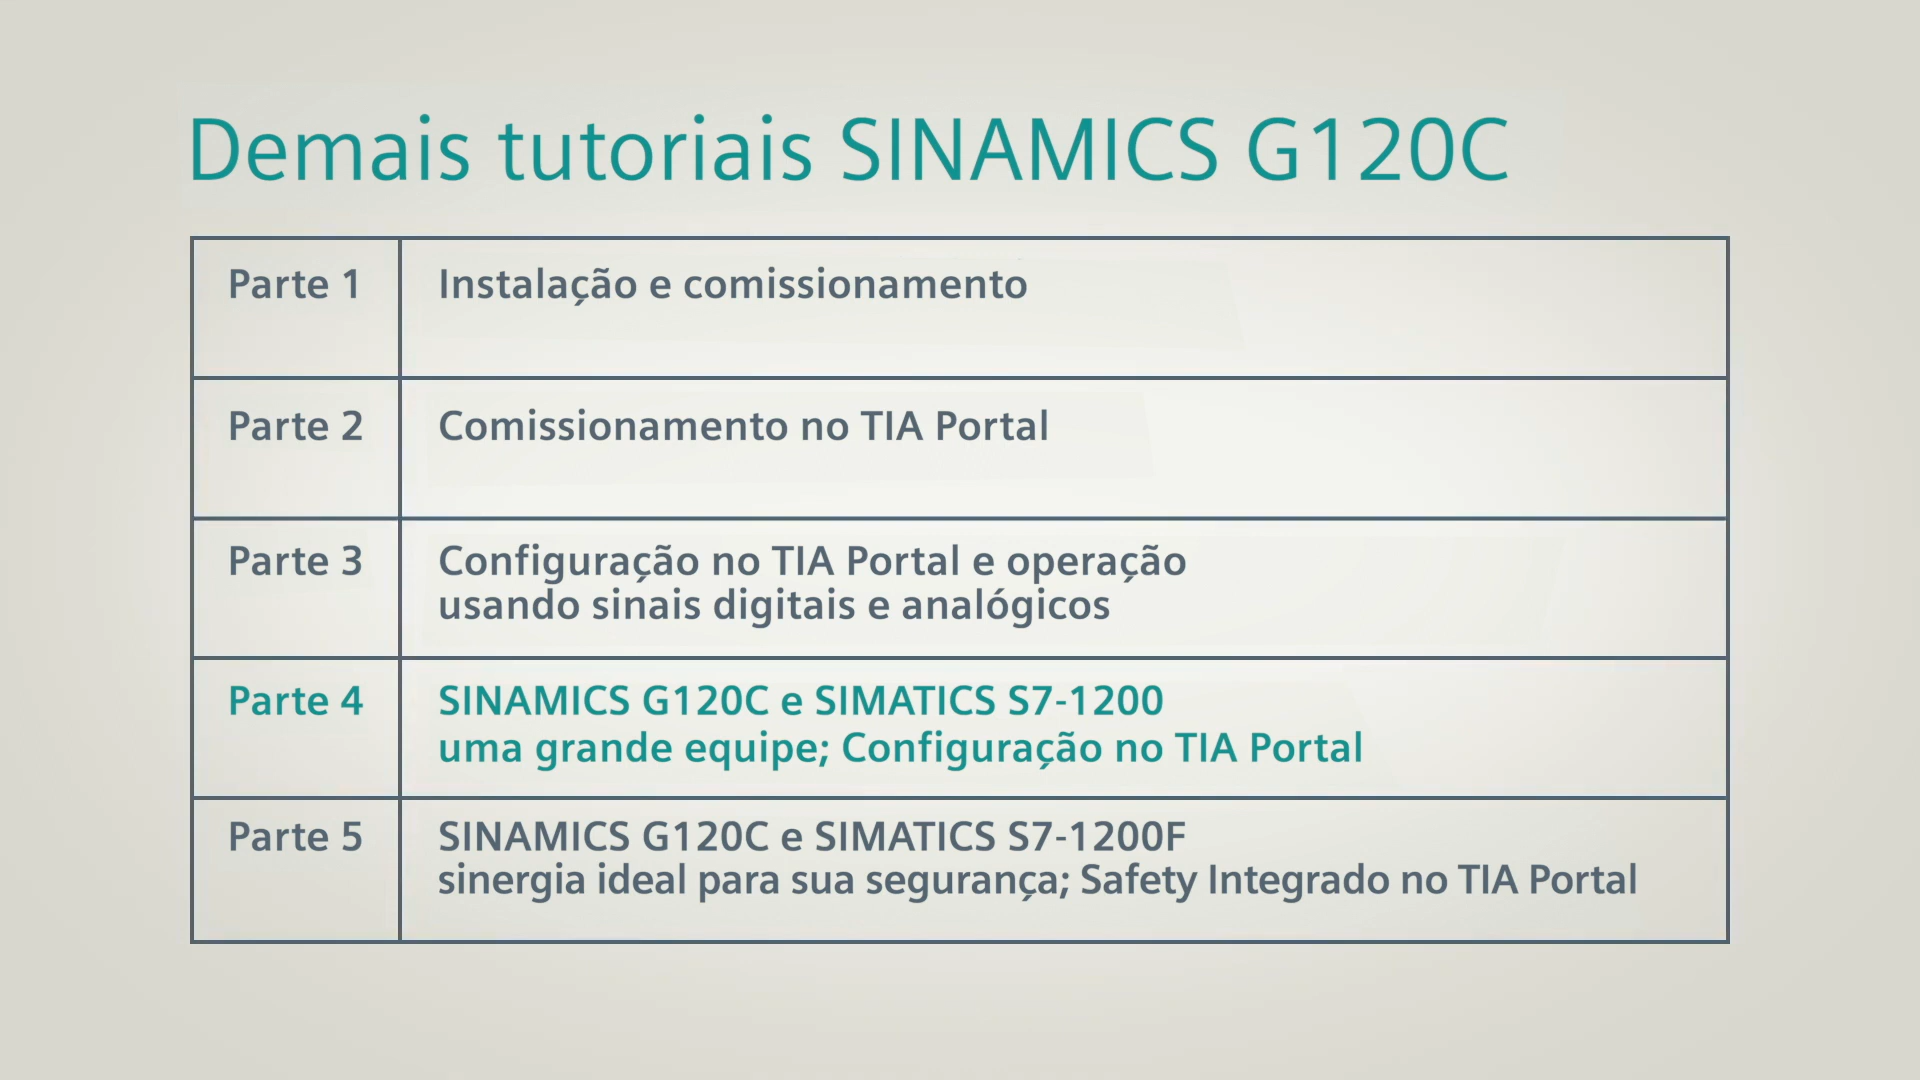 Demais tutoriais SINAMICS G120C
Parte 1
Instalação e comissionamento
Parte 2
Comissionamento no TIA Portal
Parte 3
Configuração no TIA Portal e operação
usando sinais digitais e analógicos
Parte 4
SINAMICS G120C e SIMATICS S7-1200
uma grande equipe; Configuração no TIA Portal
Parte 5
SINAMICS G120C e SIMATICS S7-1200F
sinergia ideal para sua segurança; Safety Integrado no TIA Portal